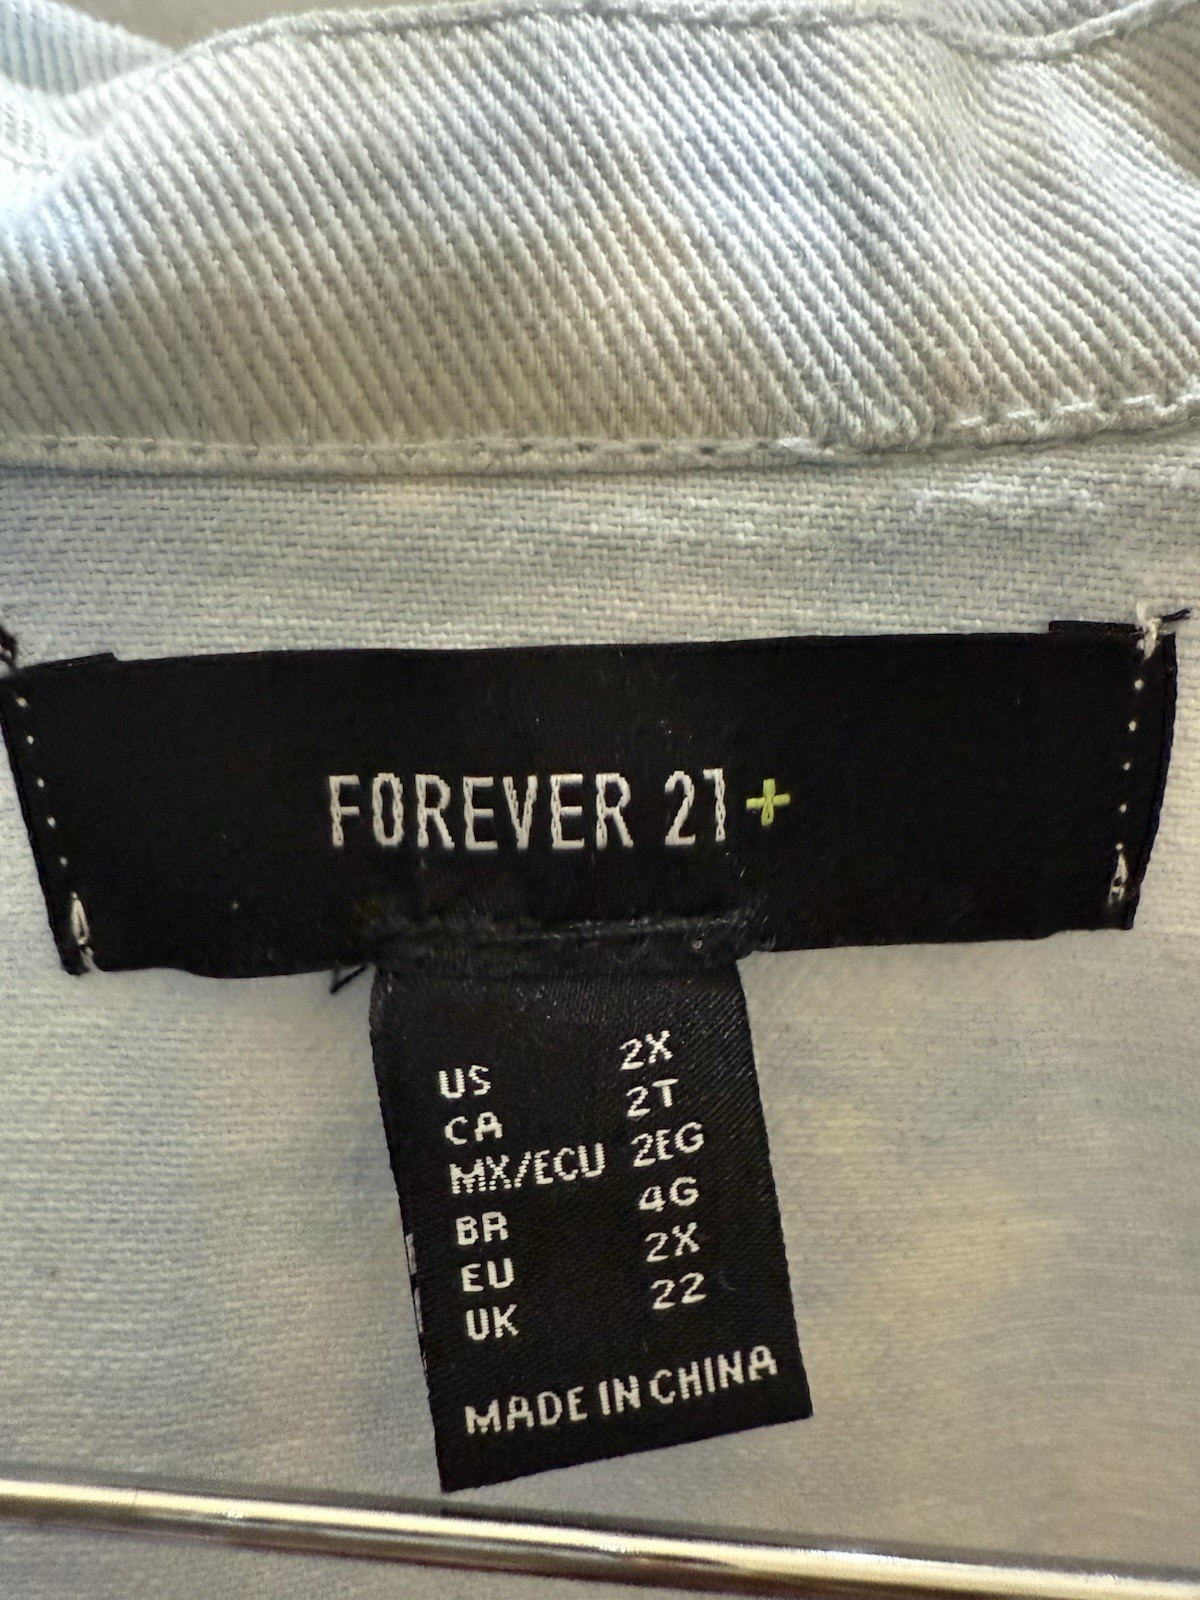 FOREVER 21+
US 2X
CA 2T
MX/ECU 2EG
BR 4G
EU 2X
UK 22
MADE IN CHINA